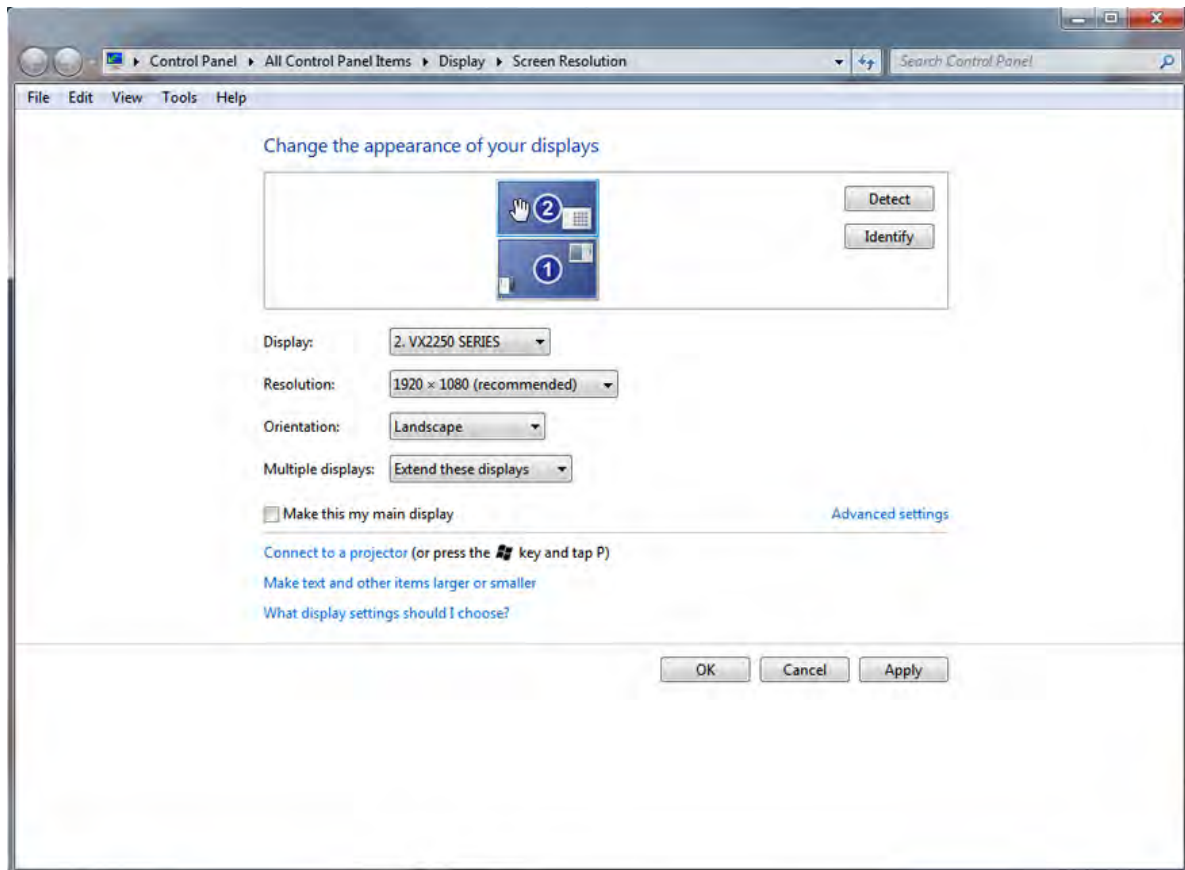 Control Panel ▸ All Control Panel Items ▸ Display ▸ Screen Resolution
Search Control Panel
File Edit View Tools Help
Change the appearance of your displays
2
1
Detect
Identify
Display: 2. VX2250 SERIES
Resolution: 1920 × 1080 (recommended)
Orientation: Landscape
Multiple displays: Extend these displays
Make this my main display
Advanced settings
Connect to a projector (or press the key and tap P)
Make text and other items larger or smaller
What display settings should I choose?
OK Cancel Apply